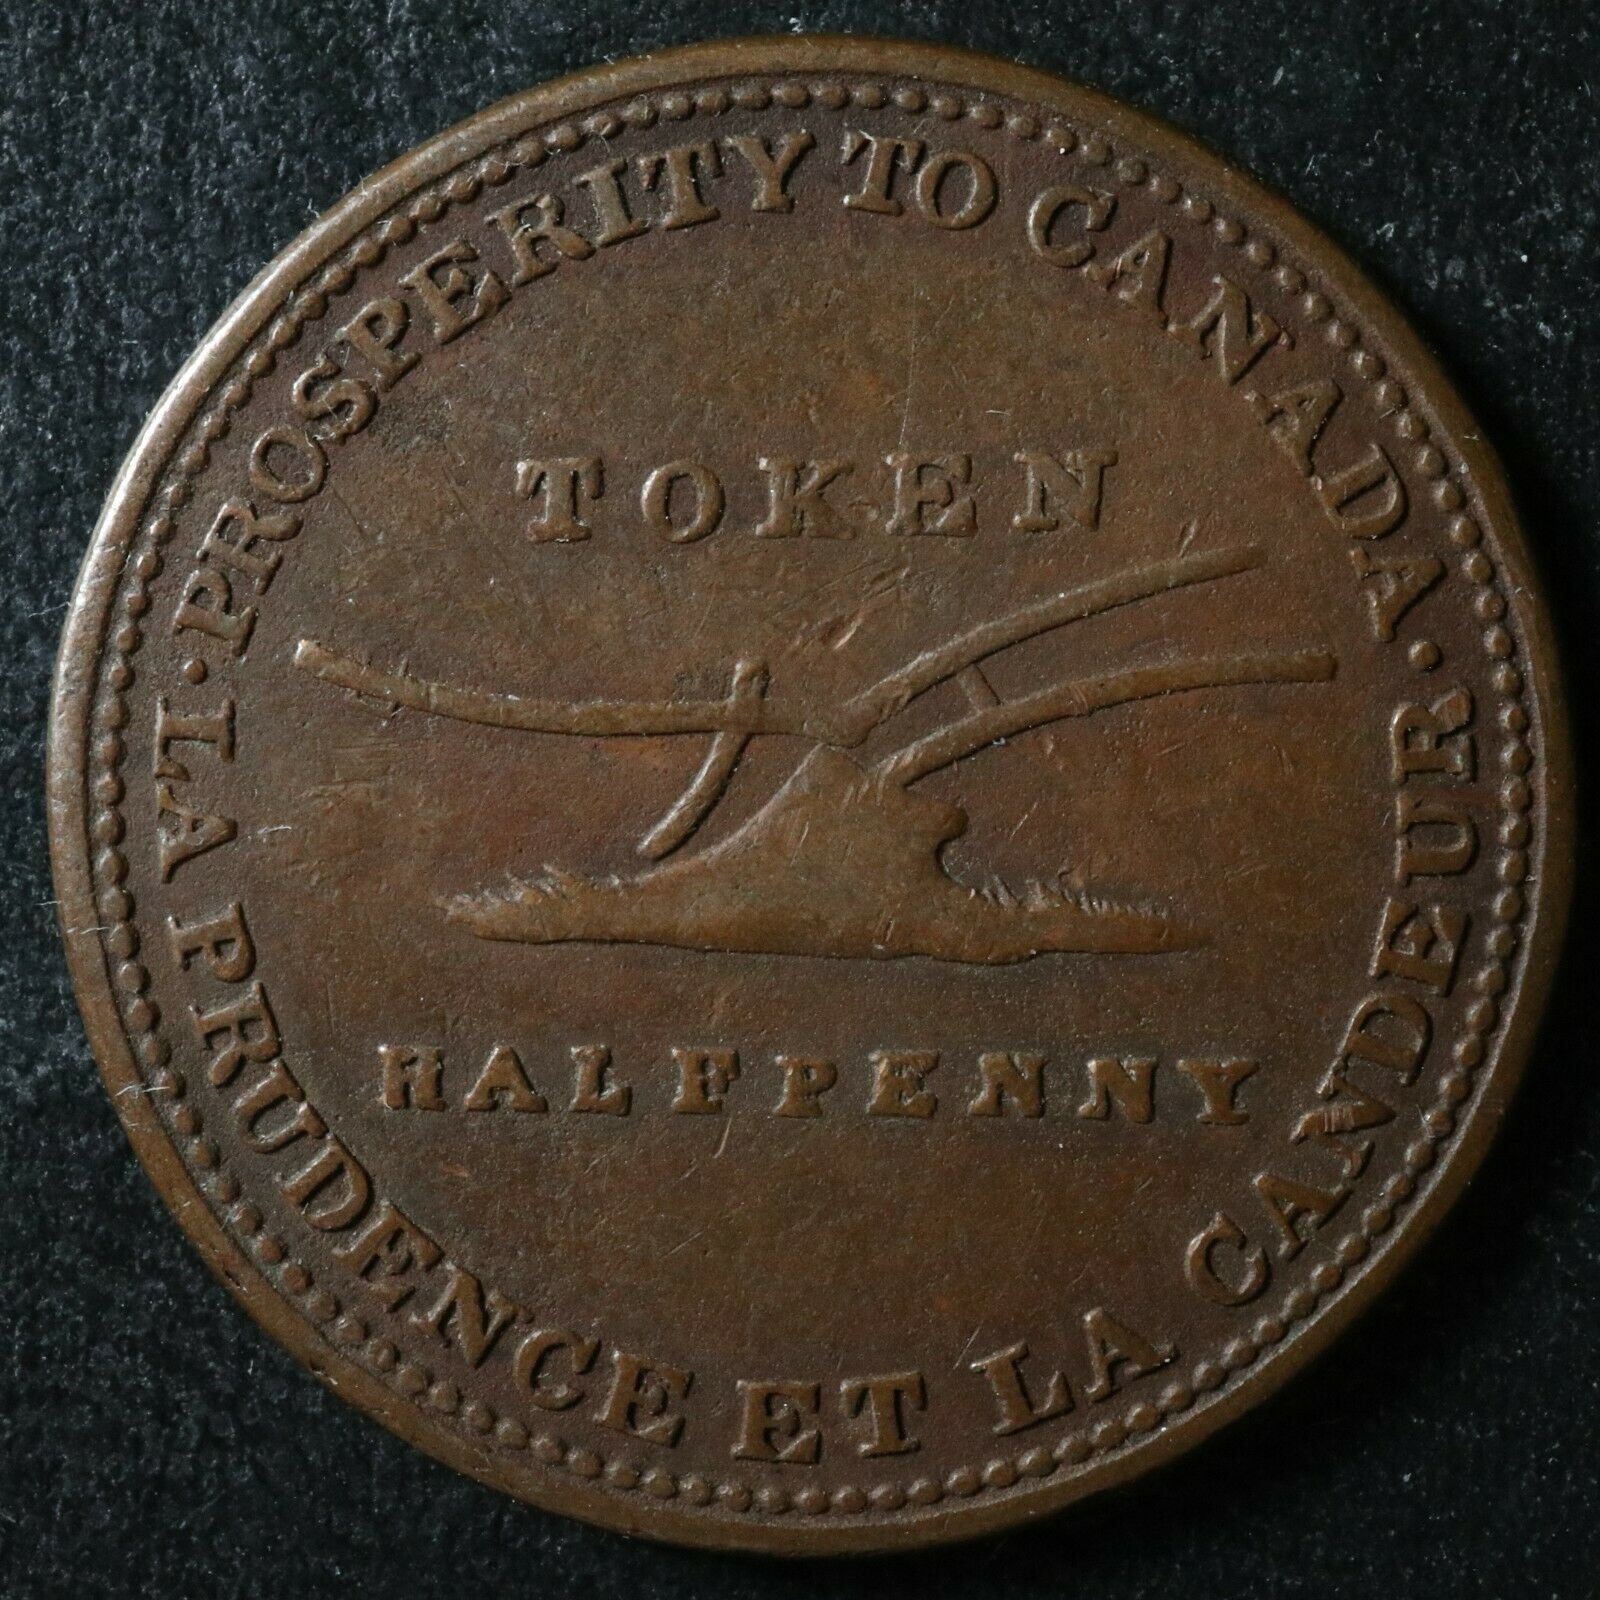 · PROSPERITY TO CANADA ·
LA PRUDENCE ET LA CANDEUR
TOKEN
HALFPENNY